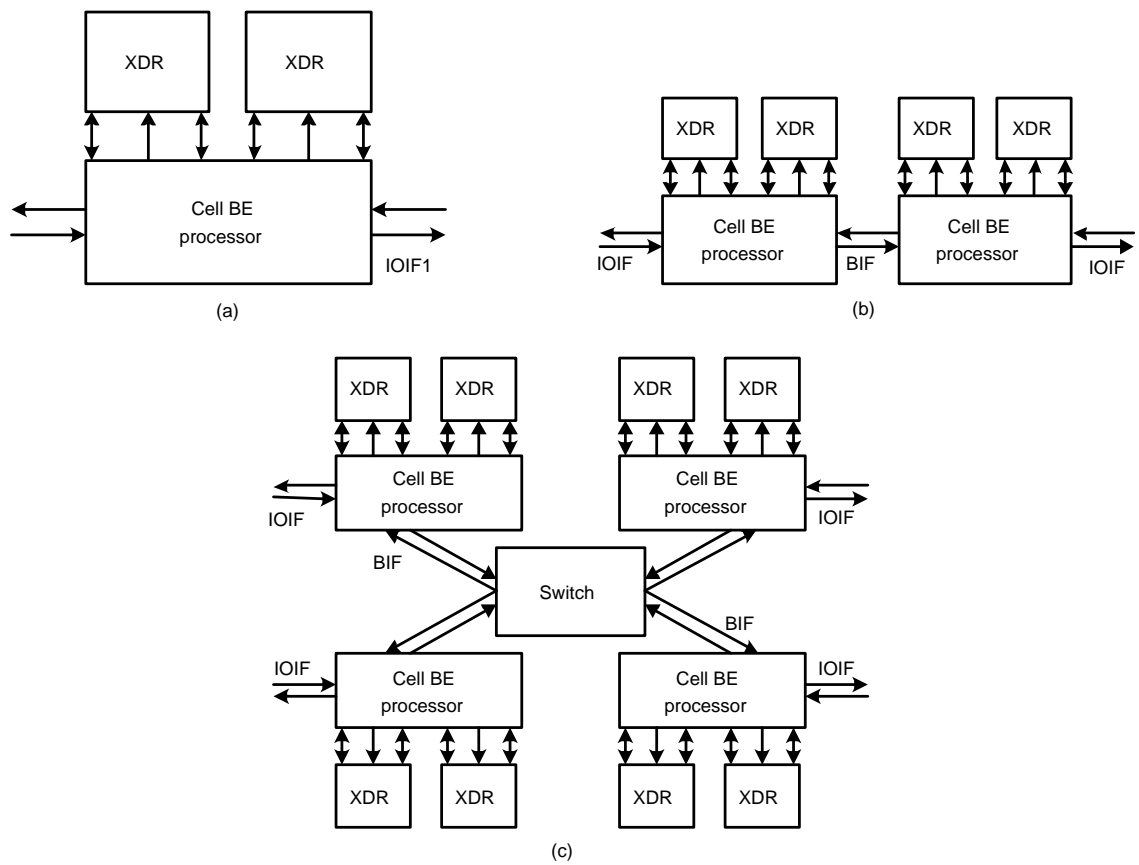 XDR
XDR
Cell BE
processor
IOIF1
(a)
XDR
XDR
XDR
XDR
Cell BE
processor
Cell BE
processor
IOIF
BIF
IOIF
(b)
XDR
XDR
XDR
XDR
Cell BE
processor
Cell BE
processor
IOIF
IOIF
BIF
Switch
BIF
IOIF
IOIF
Cell BE
processor
Cell BE
processor
XDR
XDR
XDR
XDR
(c)